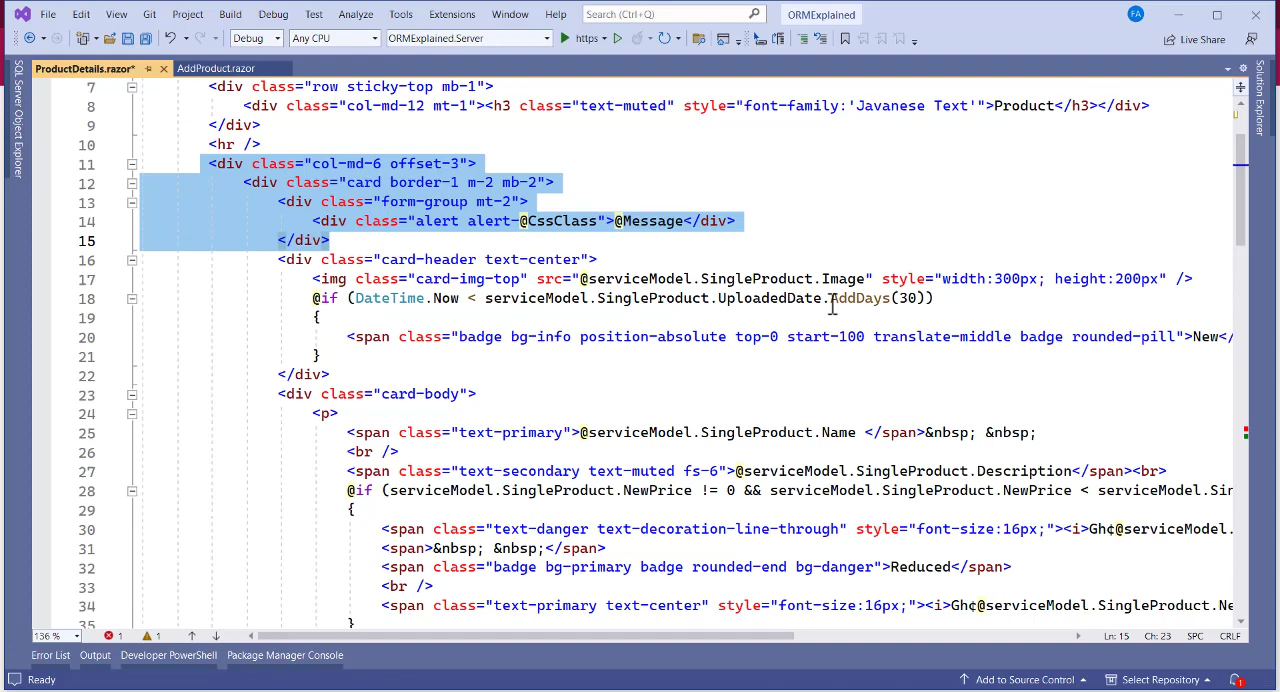 File Edit View Git Project Build Debug Test Analyze Tools Extensions Window Help Search (Ctrl+Q) ORMExplained FA
Debug Any CPU ORMExplained.Server https Live Share
ProductDetails.razor* AddProduct.razor
SQL Server Object Explorer
Solution Explorer
7 <div class="row sticky-top mb-1">
8 <div class="col-md-12 mt-1"><h3 class="text-muted" style="font-family:'Javanese Text'">Product</h3></div>
9 </div>
10 <hr />
11 <div class="col-md-6 offset-3">
12 <div class="card border-1 m-2 mb-2">
13 <div class="form-group mt-2">
14 <div class="alert alert-@CssClass">@Message</div>
15 </div>
16 <div class="card-header text-center">
17 <img class="card-img-top" src="@serviceModel.SingleProduct.Image" style="width:300px; height:200px" />
18 @if (DateTime.Now < serviceModel.SingleProduct.UploadedDate.AddDays(30))
19 {
20 <span class="badge bg-info position-absolute top-0 start-100 translate-middle badge rounded-pill">New</
21 }
22 </div>
23 <div class="card-body">
24 <p>
25 <span class="text-primary">@serviceModel.SingleProduct.Name </span>&nbsp; &nbsp;
26 <br />
27 <span class="text-secondary text-muted fs-6">@serviceModel.SingleProduct.Description</span><br>
28 @if (serviceModel.SingleProduct.NewPrice != 0 && serviceModel.SingleProduct.NewPrice < serviceModel.Sin
29 {
30 <span class="text-danger text-decoration-line-through" style="font-size:16px;"><i>Gh¢@serviceModel.
31 <span>&nbsp; &nbsp;</span>
32 <span class="badge bg-primary badge rounded-end bg-danger">Reduced</span>
33 <br />
34 <span class="text-primary text-center" style="font-size:16px;"><i>Gh¢@serviceModel.SingleProduct.Ne
35 }
136 % 1 1 Ln: 15 Ch: 23 SPC CRLF
Error List Output Developer PowerShell Package Manager Console
Ready Add to Source Control Select Repository 1